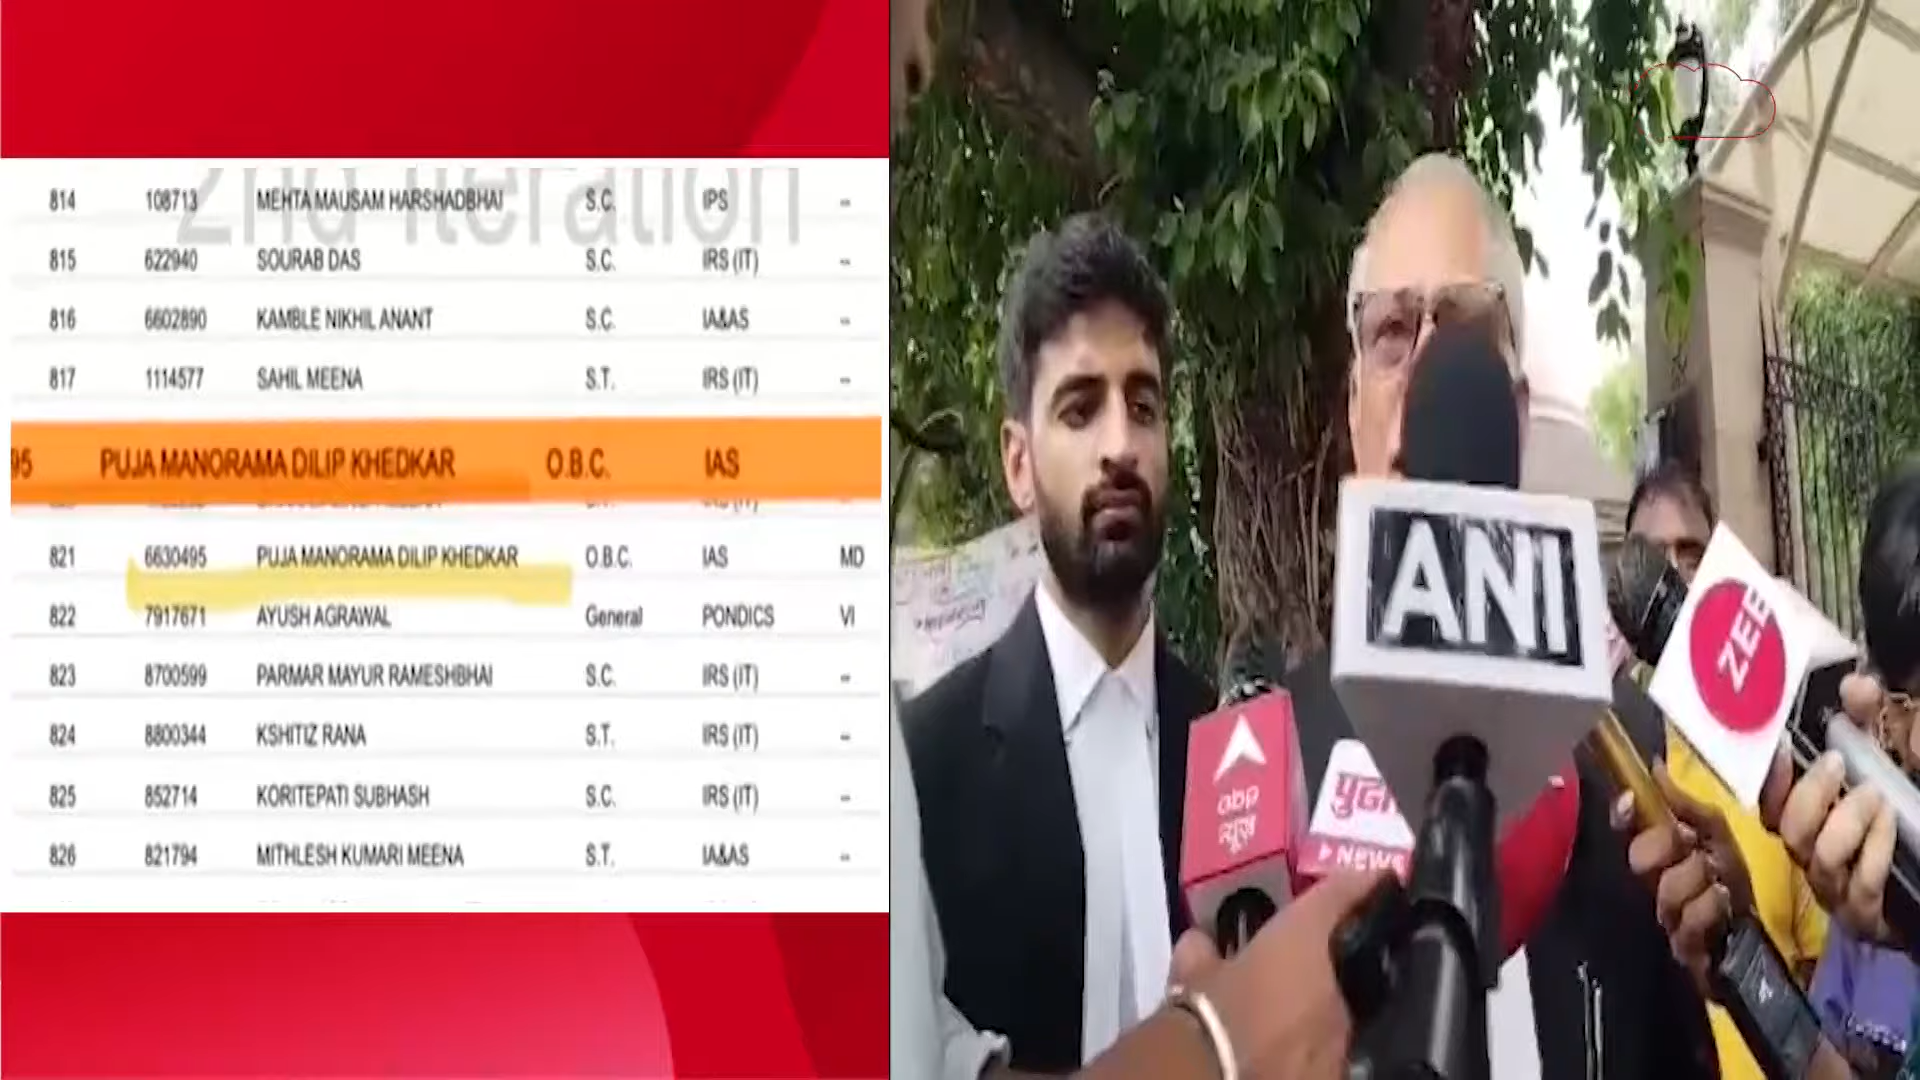 2nd Iteration
814 108713 MEHTA MAUSAM HARSHADBHAI S.C. IPS --
815 622940 SOURAB DAS S.C. IRS (IT) --
816 6602890 KAMBLE NIKHIL ANANT S.C. IA&AS --
817 1114577 SAHIL MEENA S.T. IRS (IT) --
95 PUJA MANORAMA DILIP KHEDKAR O.B.C. IAS
821 6630495 PUJA MANORAMA DILIP KHEDKAR O.B.C. IAS MD
822 7917671 AYUSH AGRAWAL General PONDICS VI
823 8700599 PARMAR MAYUR RAMESHBHAI S.C. IRS (IT) --
824 8800344 KSHITIZ RANA S.T. IRS (IT) --
825 852714 KORITEPATI SUBHASH S.C. IRS (IT) --
826 821794 MITHLESH KUMARI MEENA S.T. IA&AS --
ANI
ZEE
abp
न्यूज़
NEWS